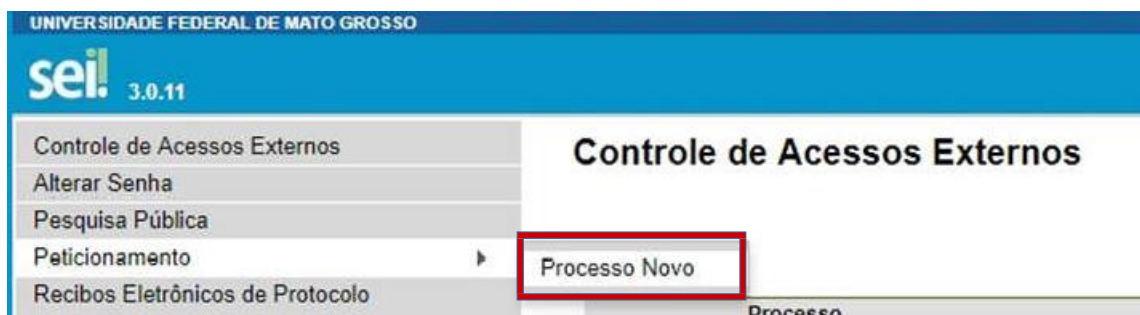 UNIVERSIDADE FEDERAL DE MATO GROSSO
sei! 3.0.11
Controle de Acessos Externos
Alterar Senha
Pesquisa Pública
Peticionamento
Recibos Eletrônicos de Protocolo
Controle de Acessos Externos
Processo Novo
Processo